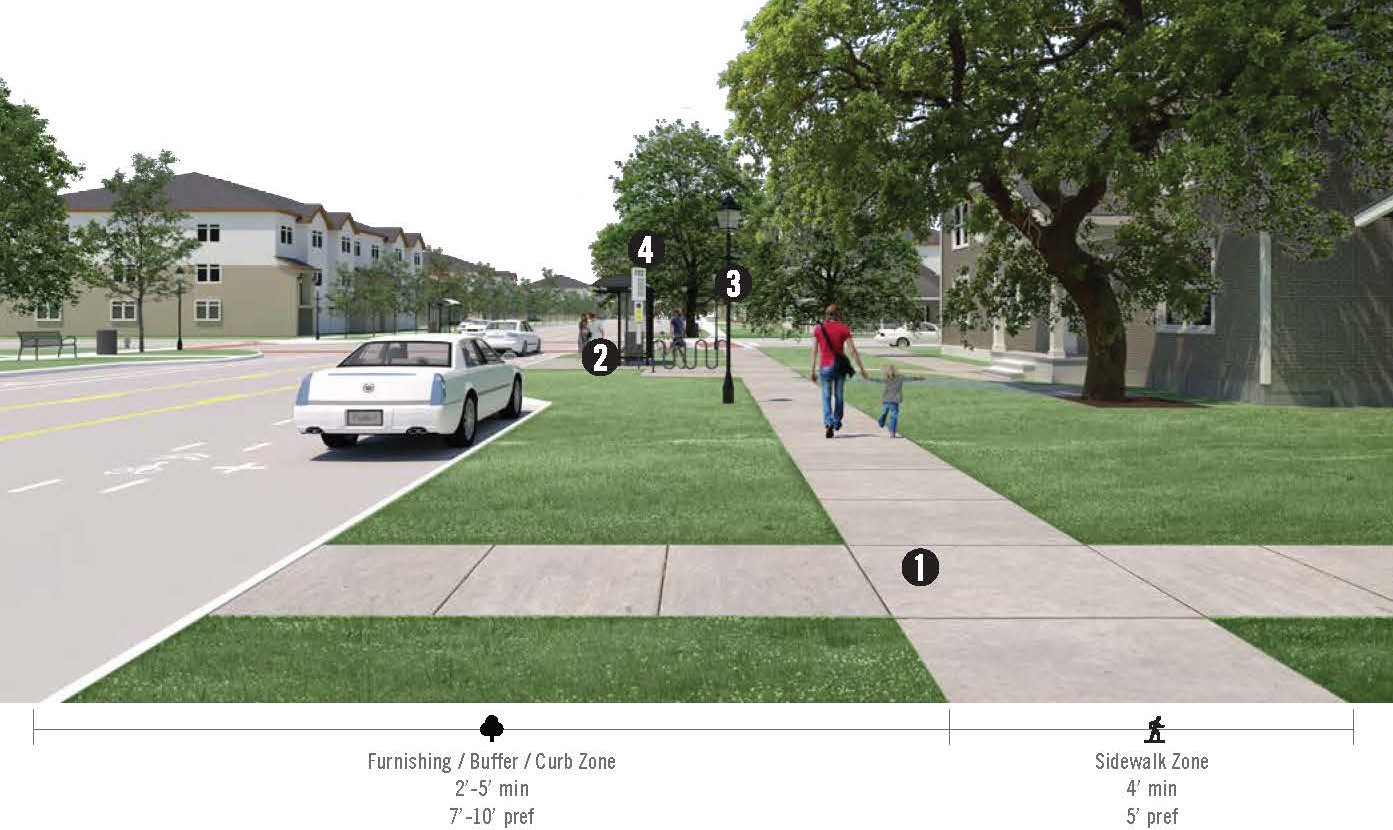 4
3
2
1
Furnishing / Buffer / Curb Zone
2'-5' min
7'-10' pref
Sidewalk Zone
4' min
5' pref